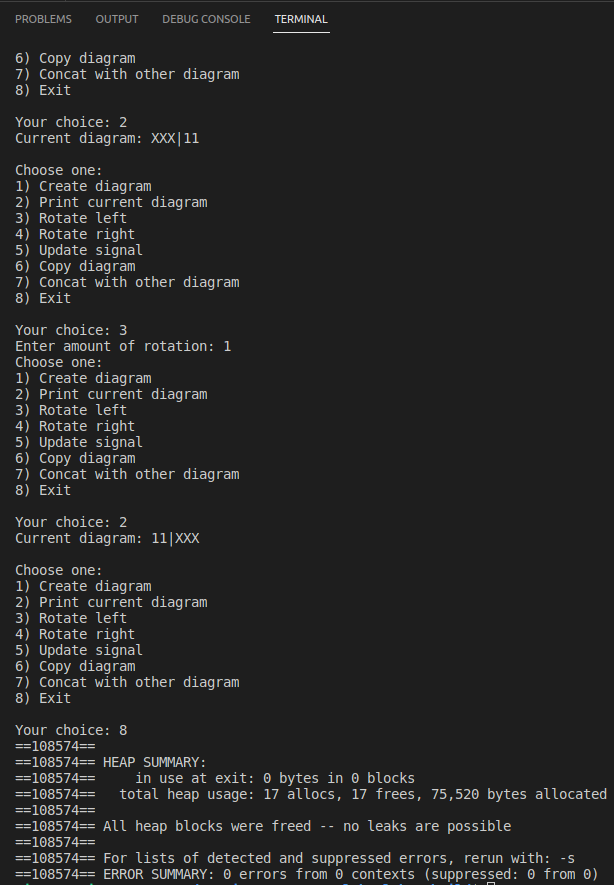 PROBLEMS OUTPUT DEBUG CONSOLE TERMINAL
6) Copy diagram
7) Concat with other diagram
8) Exit
Your choice: 2
Current diagram: XXX|11
Choose one:
1) Create diagram
2) Print current diagram
3) Rotate left
4) Rotate right
5) Update signal
6) Copy diagram
7) Concat with other diagram
8) Exit
Your choice: 3
Enter amount of rotation: 1
Choose one:
1) Create diagram
2) Print current diagram
3) Rotate left
4) Rotate right
5) Update signal
6) Copy diagram
7) Concat with other diagram
8) Exit
Your choice: 2
Current diagram: 11|XXX
Choose one:
1) Create diagram
2) Print current diagram
3) Rotate left
4) Rotate right
5) Update signal
6) Copy diagram
7) Concat with other diagram
8) Exit
Your choice: 8
==108574==
==108574== HEAP SUMMARY:
==108574==     in use at exit: 0 bytes in 0 blocks
==108574==   total heap usage: 17 allocs, 17 frees, 75,520 bytes allocated
==108574==
==108574== All heap blocks were freed -- no leaks are possible
==108574==
==108574== For lists of detected and suppressed errors, rerun with: -s
==108574== ERROR SUMMARY: 0 errors from 0 contexts (suppressed: 0 from 0)